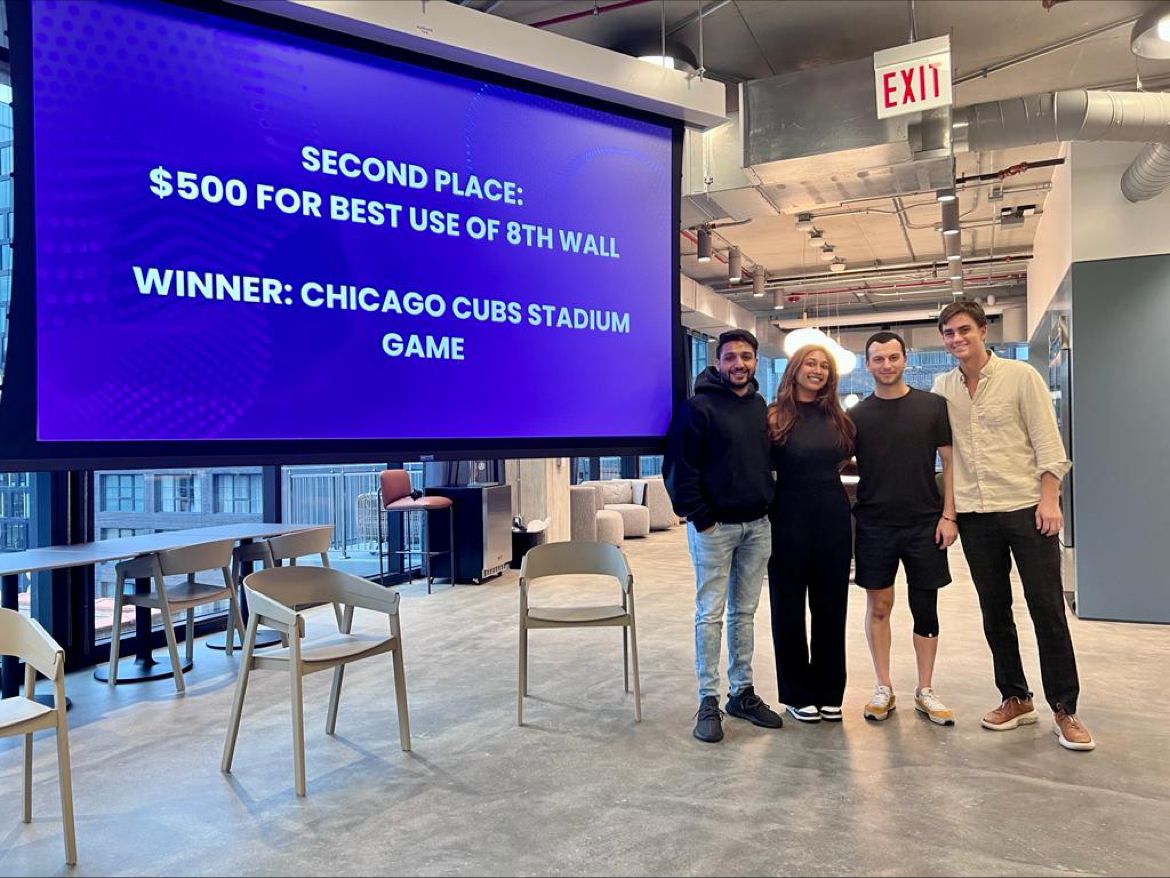 SECOND PLACE:
$500 FOR BEST USE OF 8TH WALL
WINNER: CHICAGO CUBS STADIUM
GAME
EXIT